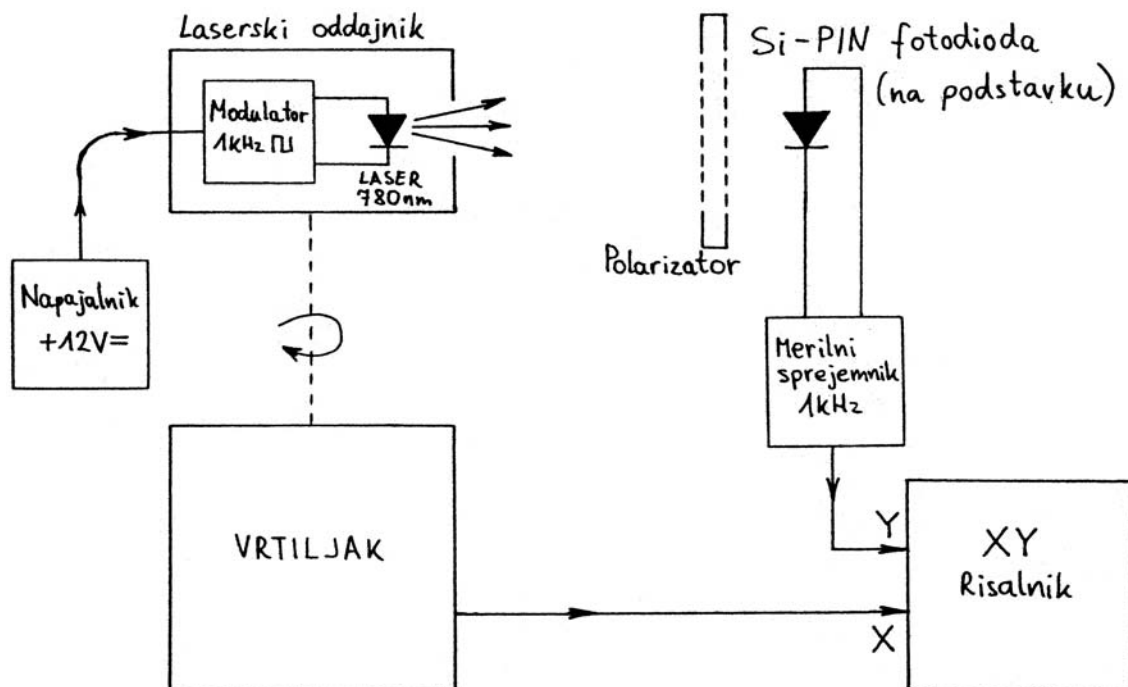 Laserski oddajnik
Modulator
1kHz ⊓⊔
LASER
780nm
Napajalnik
+12V=
Polarizator
Si-PIN fotodioda
(na podstavku)
Merilni
sprejemnik
1kHz
VRTILJAK
Y
X
XY
Risalnik